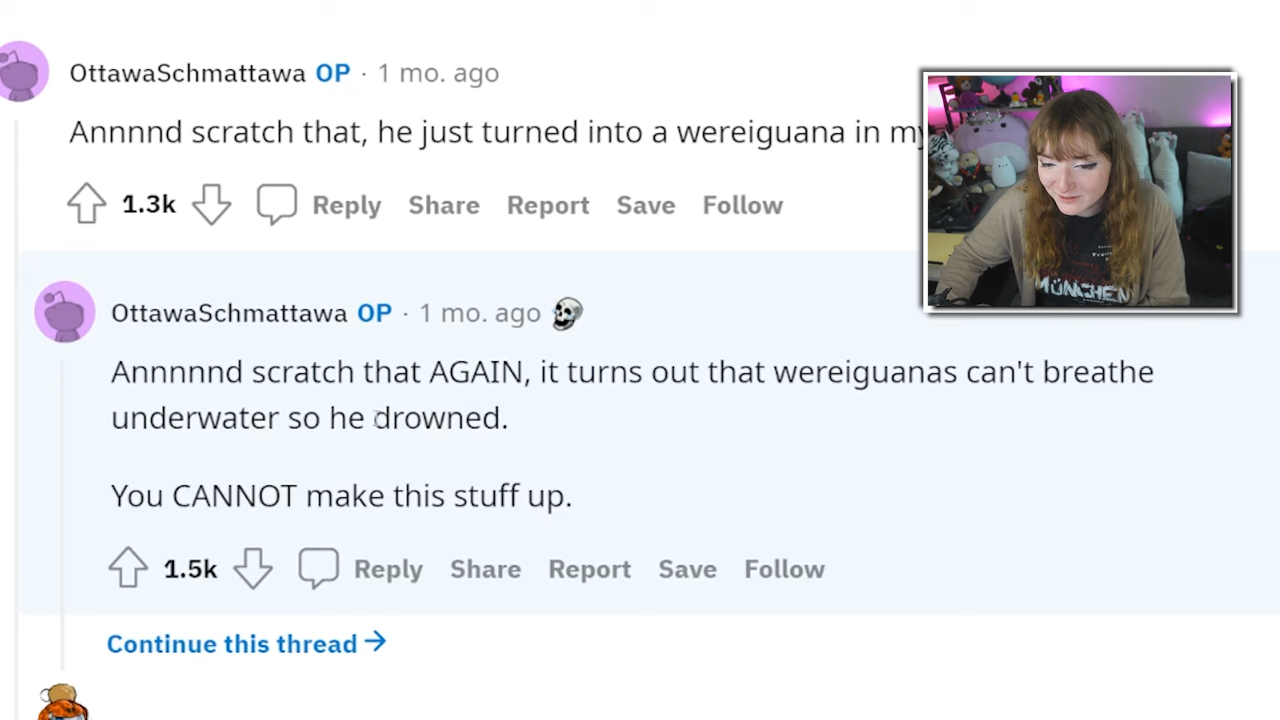 OttawaSchmattawa OP · 1 mo. ago
Annnnd scratch that, he just turned into a wereiguana in my
1.3k Reply Share Report Save Follow
OttawaSchmattawa OP · 1 mo. ago
Annnnnd scratch that AGAIN, it turns out that wereiguanas can't breathe
underwater so he drowned.
You CANNOT make this stuff up.
1.5k Reply Share Report Save Follow
Continue this thread →
MÜNCHEN